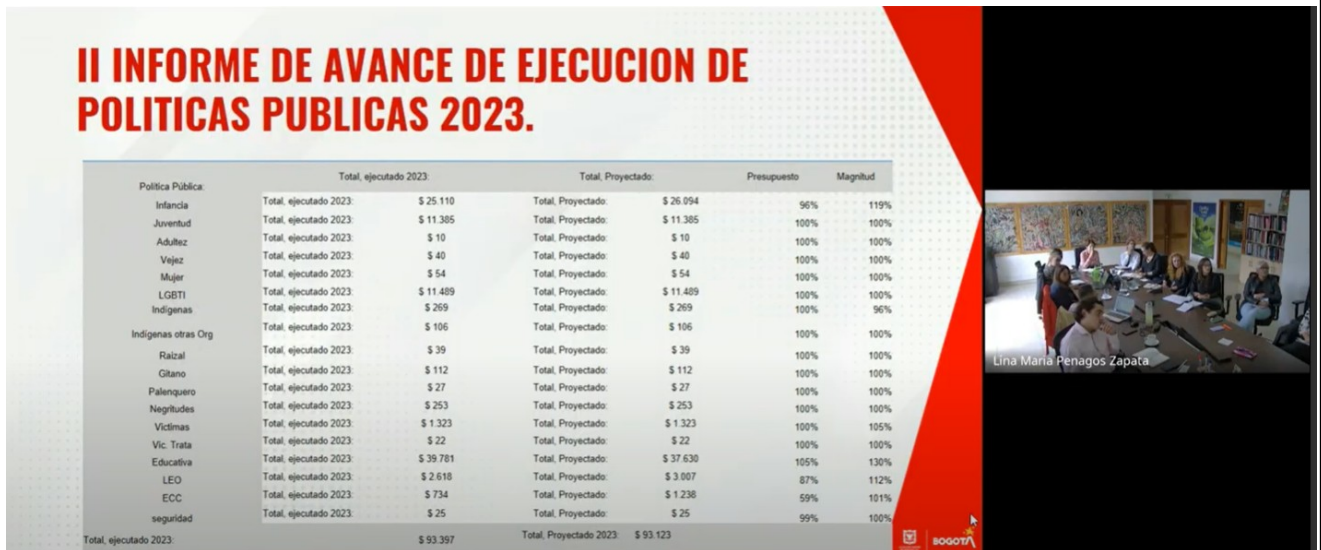 II INFORME DE AVANCE DE EJECUCION DE
POLITICAS PUBLICAS 2023.
Política Pública: Total, ejecutado 2023: Total, Proyectado: Presupuesto Magnitud
Infancia Total, ejecutado 2023: $ 25.110 Total, Proyectado: $ 26.094 96% 119%
Juventud Total, ejecutado 2023: $ 11.385 Total, Proyectado: $ 11.385 100% 100%
Adultez Total, ejecutado 2023: $ 10 Total, Proyectado: $ 10 100% 100%
Vejez Total, ejecutado 2023: $ 40 Total, Proyectado: $ 40 100% 100%
Mujer Total, ejecutado 2023: $ 54 Total, Proyectado: $ 54 100% 100%
LGBTI Total, ejecutado 2023: $ 11.489 Total, Proyectado: $ 11.489 100% 100%
Indígenas Total, ejecutado 2023: $ 269 Total, Proyectado: $ 269 100% 96%
Indígenas otras Org Total, ejecutado 2023: $ 106 Total, Proyectado: $ 106 100% 100%
Raizal Total, ejecutado 2023: $ 39 Total, Proyectado: $ 39 100% 100%
Gitano Total, ejecutado 2023: $ 112 Total, Proyectado: $ 112 100% 100%
Palenquero Total, ejecutado 2023: $ 27 Total, Proyectado: $ 27 100% 100%
Negritudes Total, ejecutado 2023: $ 253 Total, Proyectado: $ 253 100% 100%
Victimas Total, ejecutado 2023: $ 1.323 Total, Proyectado: $ 1.323 100% 105%
Vic. Trata Total, ejecutado 2023: $ 22 Total, Proyectado: $ 22 100% 100%
Educativa Total, ejecutado 2023: $ 39.781 Total, Proyectado: $ 37.630 105% 130%
LEO Total, ejecutado 2023: $ 2.618 Total, Proyectado: $ 3.007 87% 112%
ECC Total, ejecutado 2023: $ 734 Total, Proyectado: $ 1.238 59% 101%
seguridad Total, ejecutado 2023: $ 25 Total, Proyectado: $ 25 99% 100%
Total, ejecutado 2023: $ 93.397 Total, Proyectado 2023: $ 93.123
BOGOTÁ
Lina María Penagos Zapata